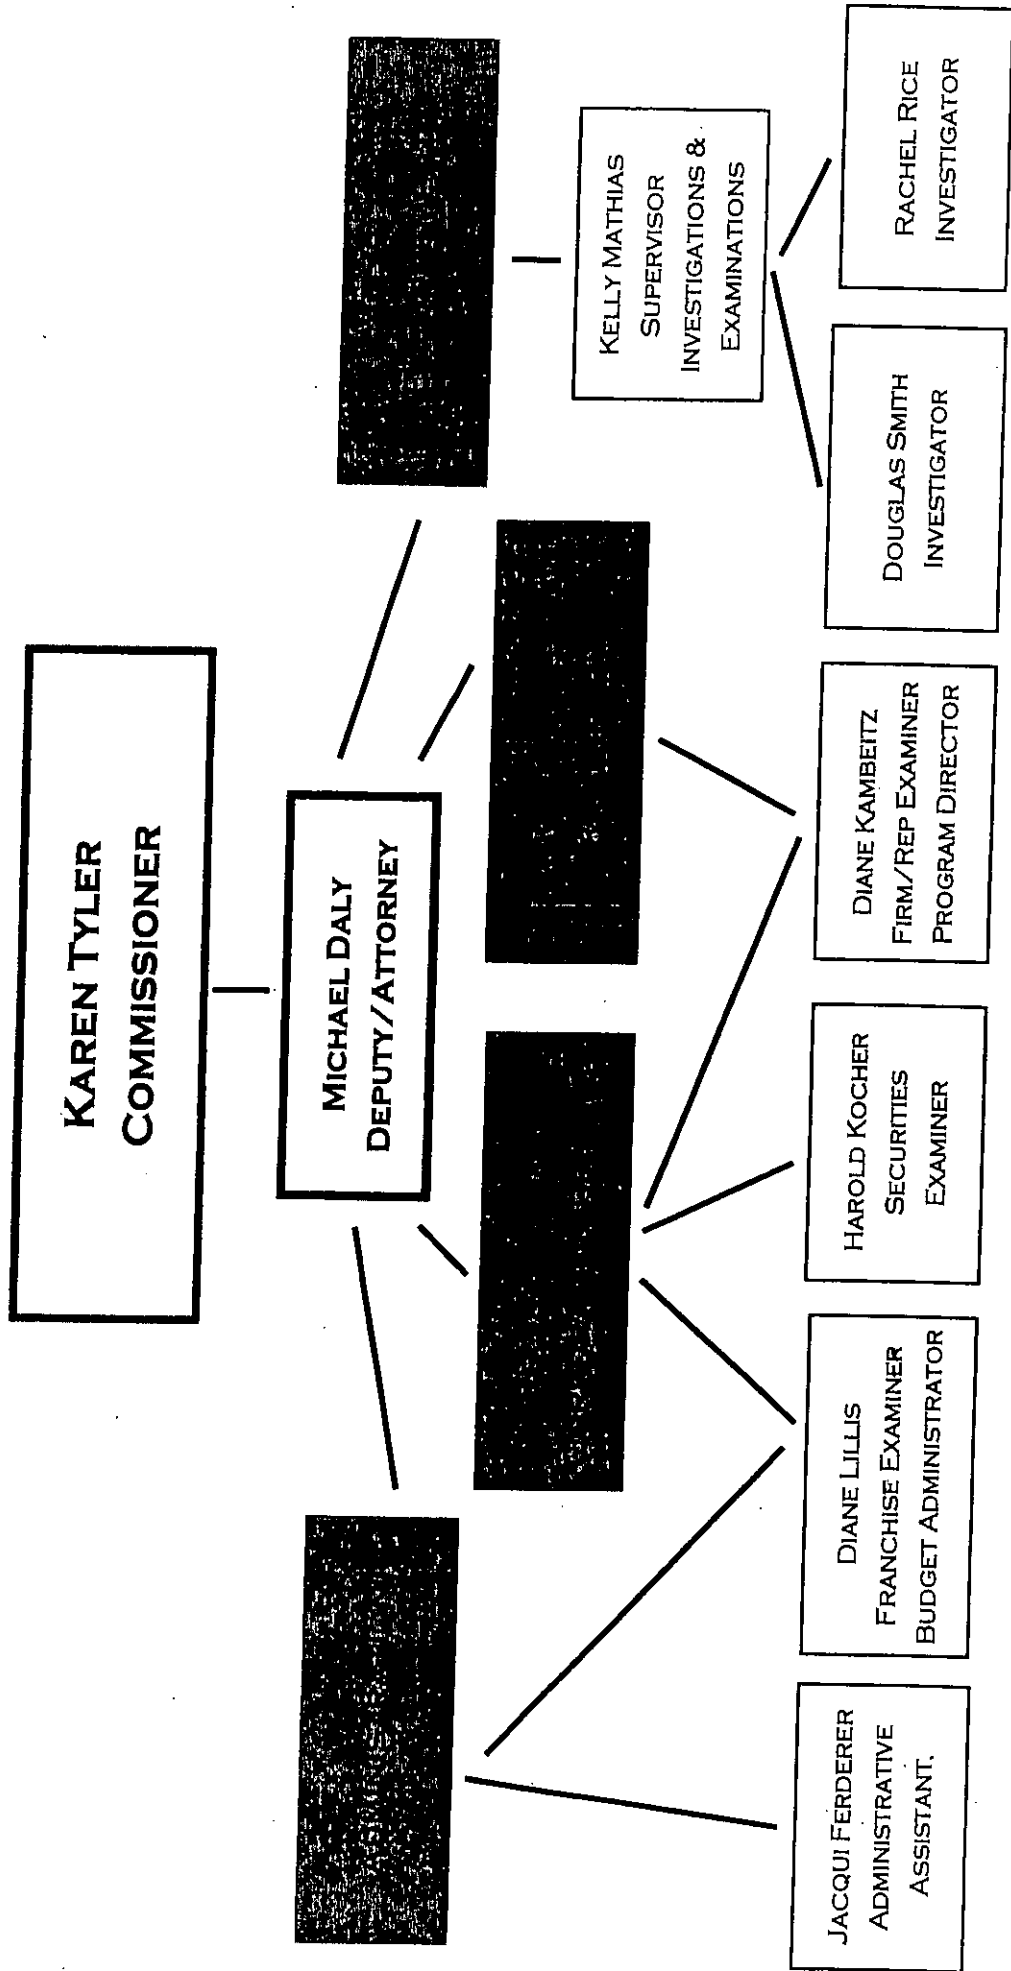 KAREN TYLER
COMMISSIONER
MICHAEL DALY
DEPUTY/ATTORNEY
KELLY MATHIAS
SUPERVISOR
INVESTIGATIONS &
EXAMINATIONS
JACQUI FERDERER
ADMINISTRATIVE
ASSISTANT.
DIANE LILLIS
FRANCHISE EXAMINER
BUDGET ADMINISTRATOR
HAROLD KOCHER
SECURITIES
EXAMINER
DIANE KAMBEITZ
FIRM/REP EXAMINER
PROGRAM DIRECTOR
DOUGLAS SMITH
INVESTIGATOR
RACHEL RICE
INVESTIGATOR